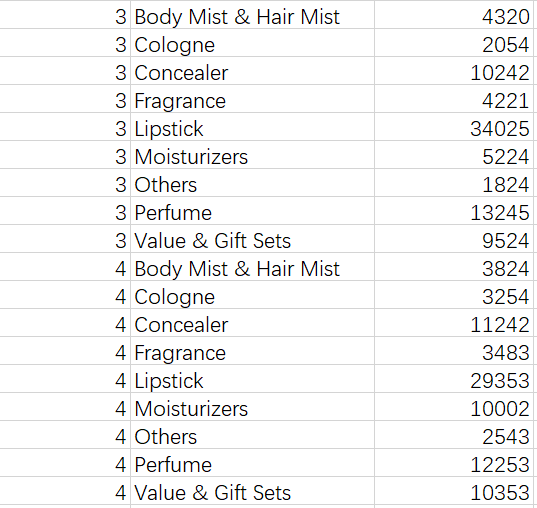 3 Body Mist & Hair Mist 4320
3 Cologne 2054
3 Concealer 10242
3 Fragrance 4221
3 Lipstick 34025
3 Moisturizers 5224
3 Others 1824
3 Perfume 13245
3 Value & Gift Sets 9524
4 Body Mist & Hair Mist 3824
4 Cologne 3254
4 Concealer 11242
4 Fragrance 3483
4 Lipstick 29353
4 Moisturizers 10002
4 Others 2543
4 Perfume 12253
4 Value & Gift Sets 10353